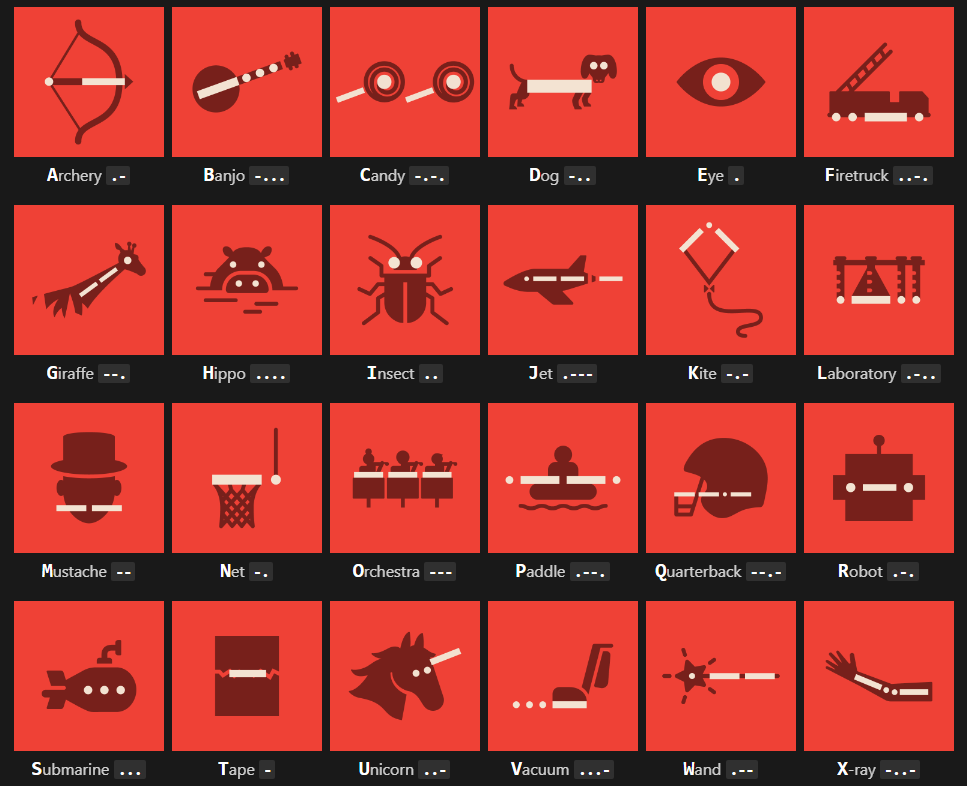 Archery .- Banjo -... Candy -.-. Dog -.. Eye . Firetruck ..-.
Giraffe --. Hippo .... Insect .. Jet .--- Kite -.- Laboratory .-..
Mustache -- Net -. Orchestra --- Paddle .--. Quarterback --.- Robot .-.
Submarine ... Tape - Unicorn ..- Vacuum ...- Wand .-- X-ray -..-